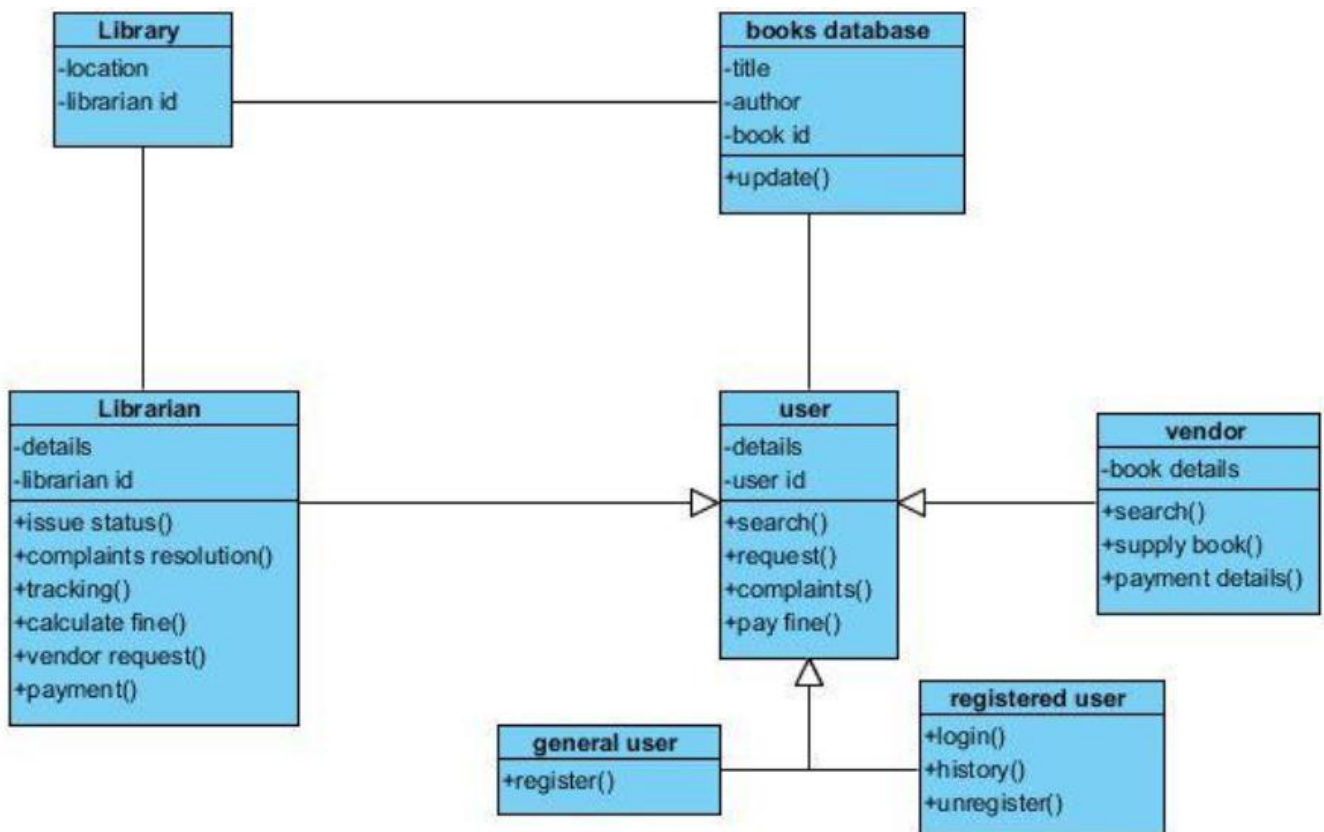 Library
-location
-librarian id
books database
-title
-author
-book id
+update()
Librarian
-details
-librarian id
+issue status()
+complaints resolution()
+tracking()
+calculate fine()
+vendor request()
+payment()
user
-details
-user id
+search()
+request()
+complaints()
+pay fine()
vendor
-book details
+search()
+supply book()
+payment details()
general user
+register()
registered user
+login()
+history()
+unregister()